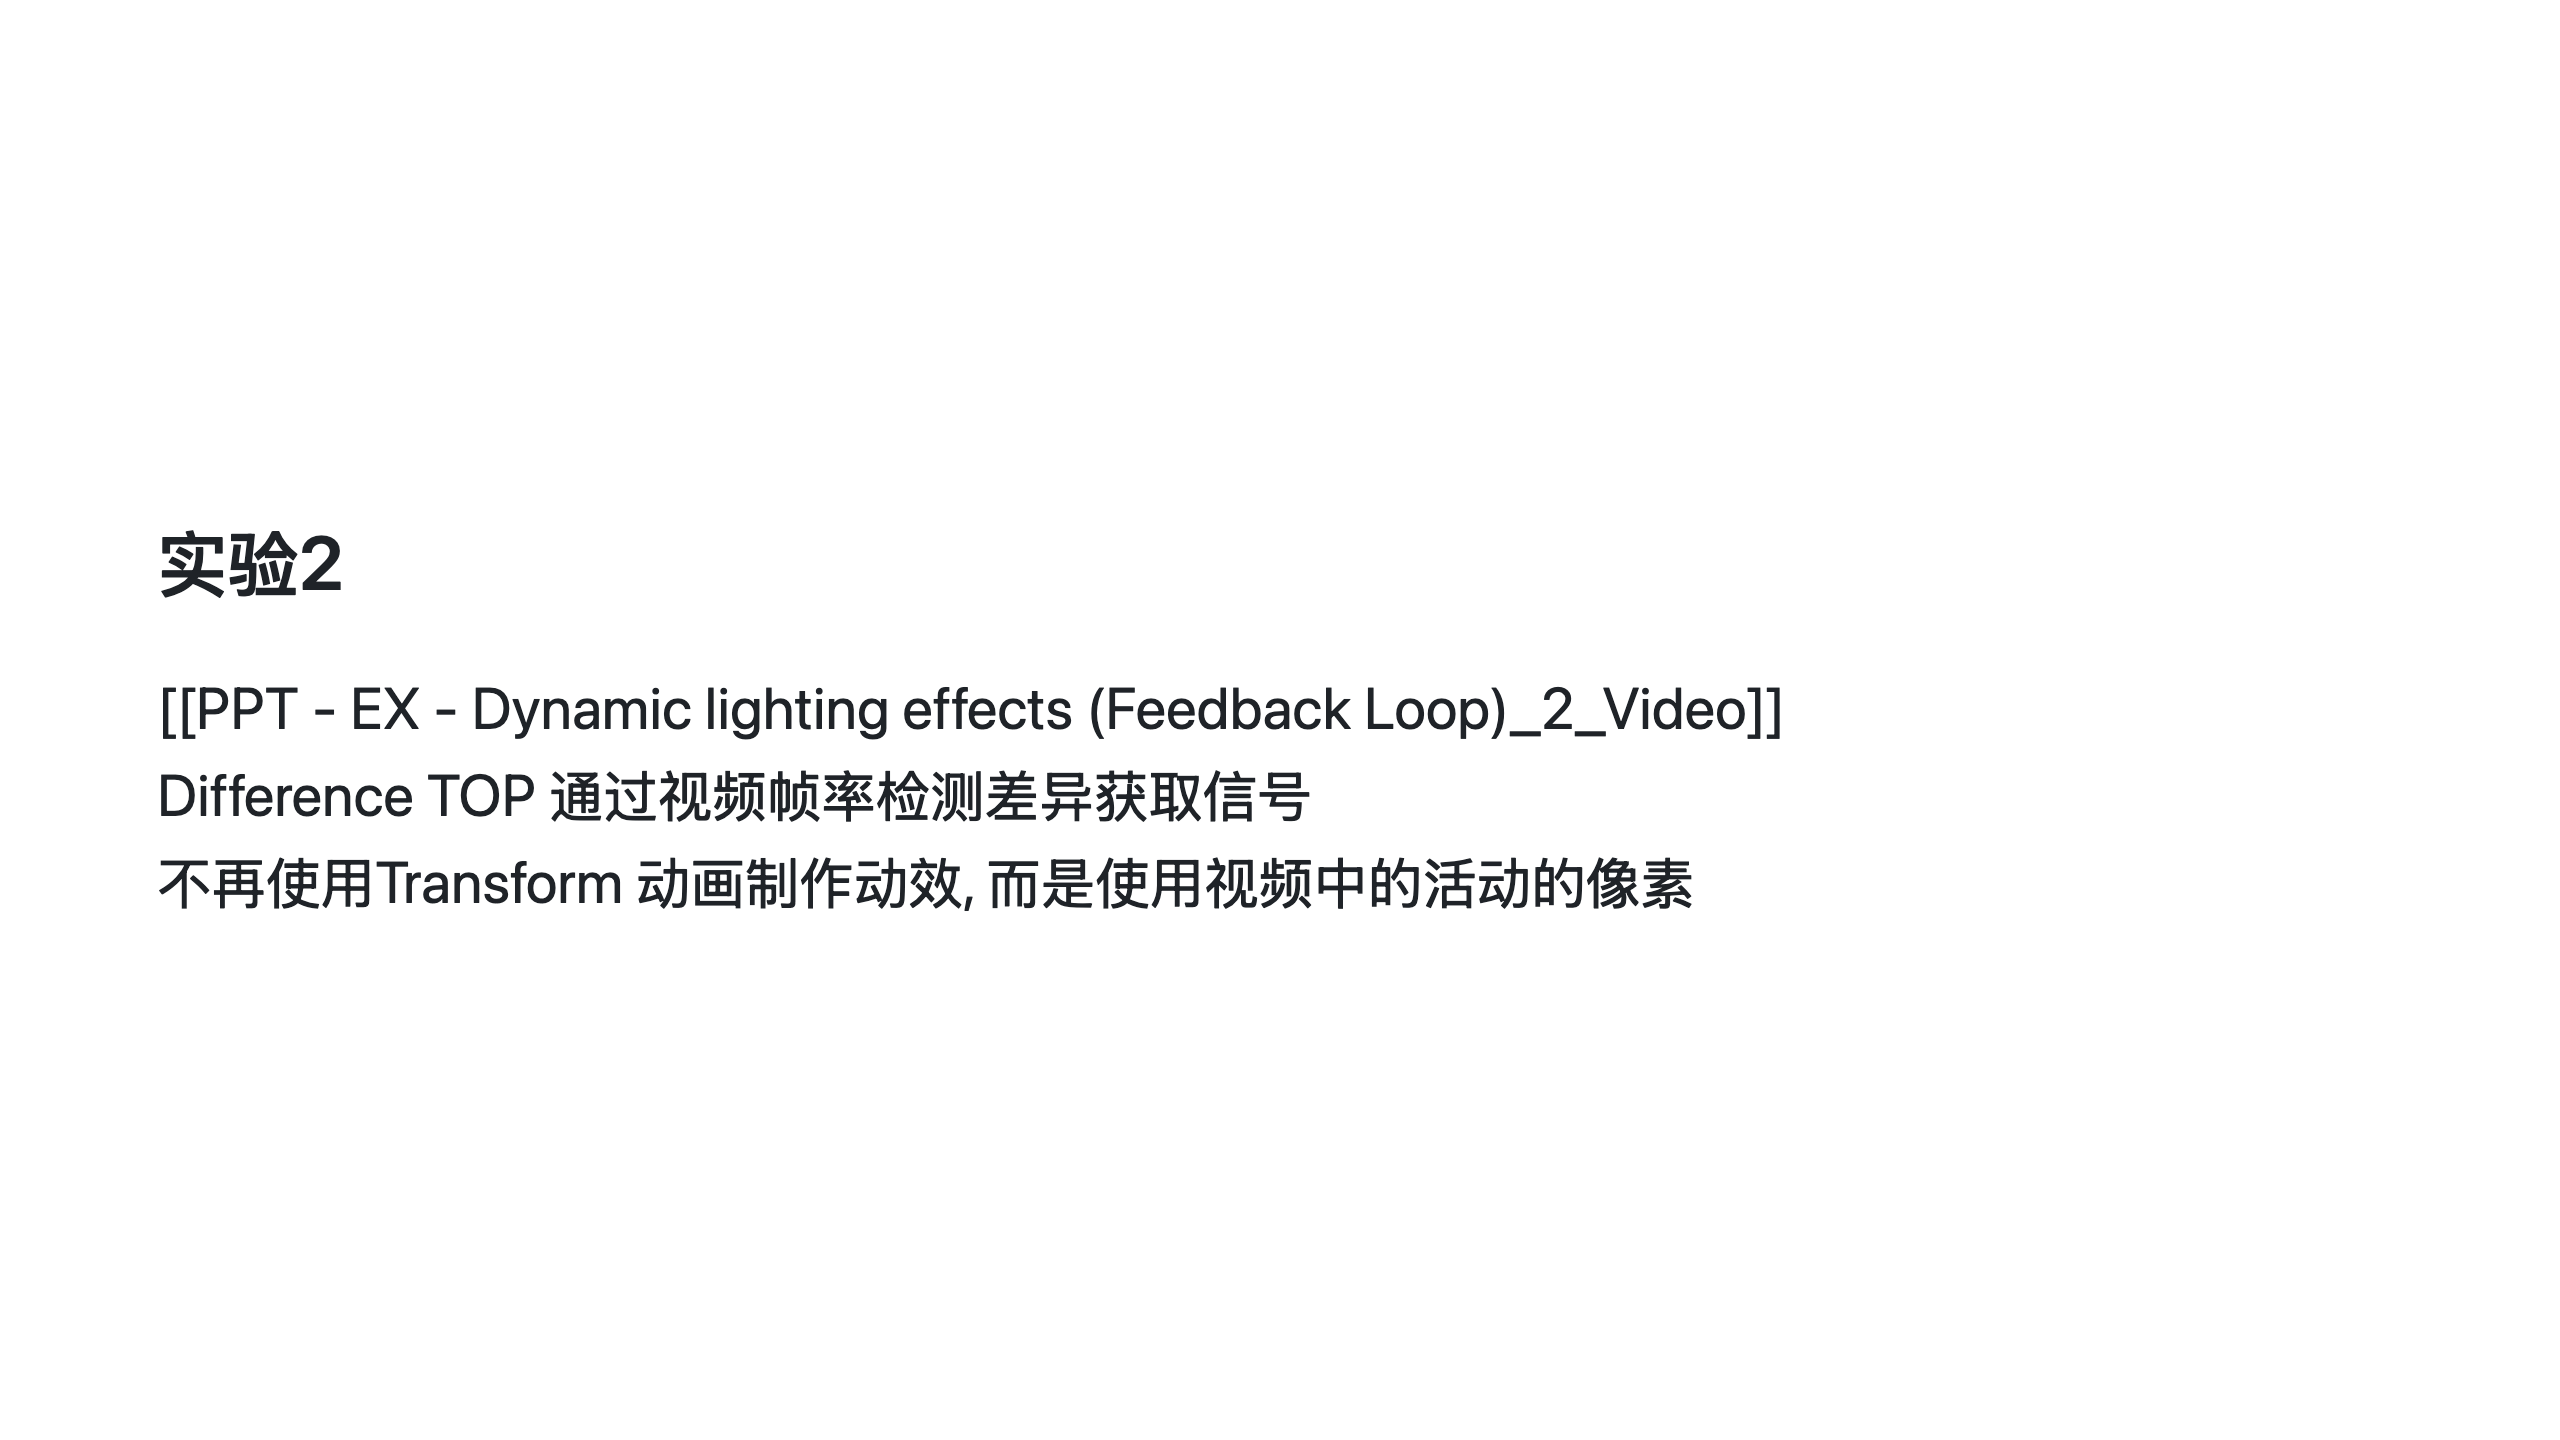 实验2
[[PPT - EX - Dynamic lighting effects (Feedback Loop)_2_Video]]
Difference TOP 通过视频帧率检测差异获取信号
不再使用Transform 动画制作动效, 而是使用视频中的活动的像素